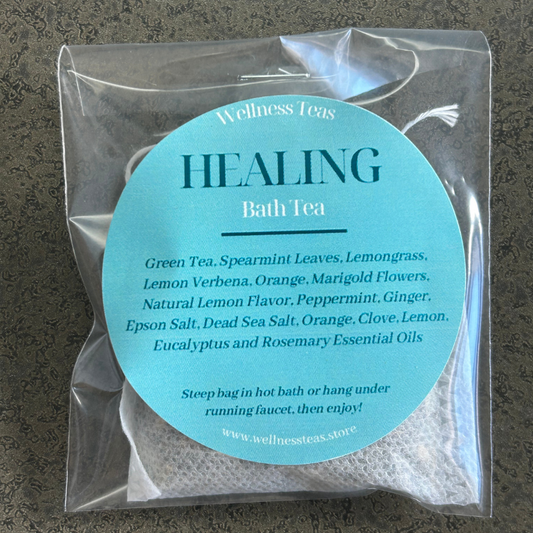 Wellness Teas
HEALING
Bath Tea
Green Tea, Spearmint Leaves, Lemongrass,
Lemon Verbena, Orange, Marigold Flowers,
Natural Lemon Flavor, Peppermint, Ginger,
Epson Salt, Dead Sea Salt, Orange, Clove, Lemon,
Eucalyptus and Rosemary Essential Oils
Steep bag in hot bath or hang under
running faucet, then enjoy!
www.wellnessteas.store